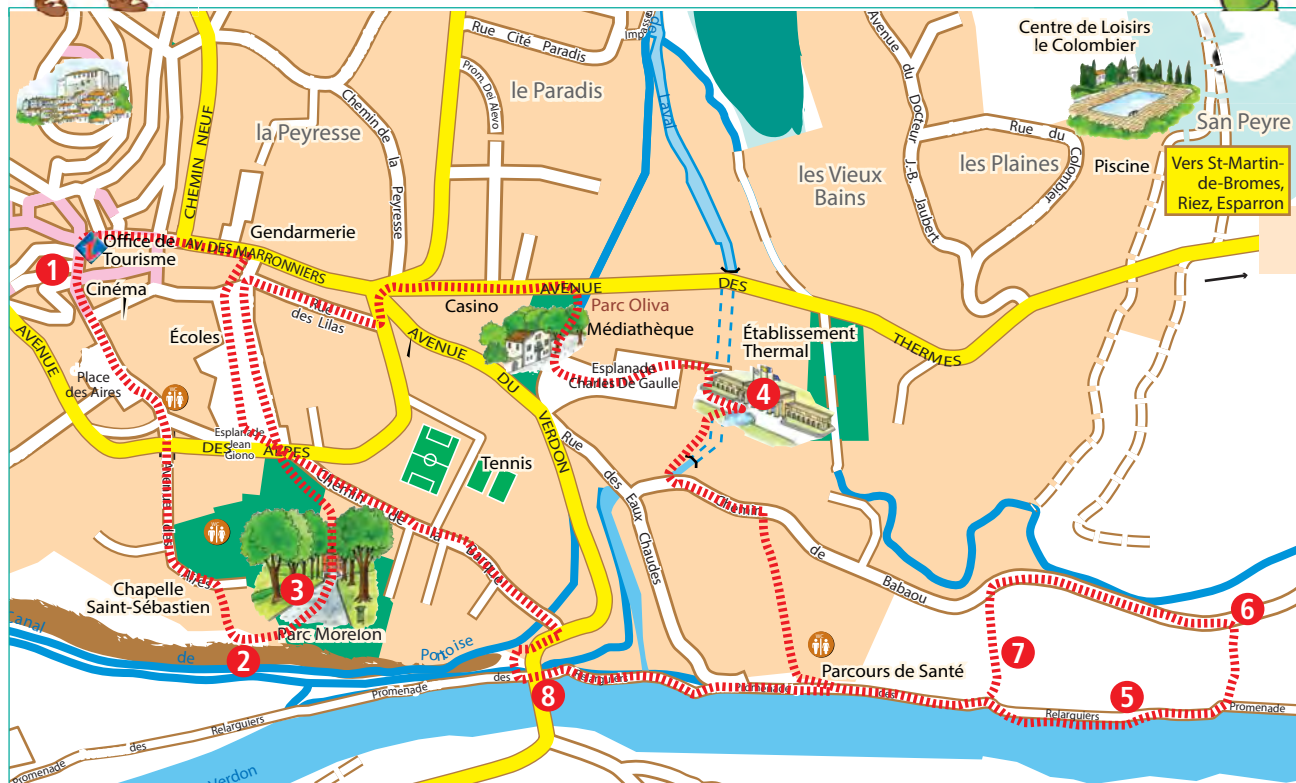 Centre de Loisirs
le Colombier
Rue Cité Paradis
Prom. Del Alevo
le Paradis
Laval
Avenue du Docteur J.-B. Jaubert
Rue du Colombier
les Plaines
San Peyre
Piscine
Vers St-Martin-
de-Bromes,
Riez, Esparron
CHEMIN NEUF
la Peyresse
Chemin de la Peyresse
les Vieux
Bains
Gendarmerie
Office de
Tourisme
AV. DES MARRONNIERS
1
Cinéma
Rue
des Lilas
Casino
AVENUE DES THERMES
Parc Oliva
Médiathèque
Établissement
Thermal
4
Esplanade
Charles De Gaulle
AVENUE DES ALPES
Écoles
Place
des Aires
Esplanade
Jean
Giono
AVENUE DU VERDON
Tennis
Rue des Eaux Chaudes
Chemin de la Barque
Avenue des Aires
Chemin de Babaou
Chapelle
Saint-Sébastien
3
Parc Morelon
2
Canal de
Promenade des Relarguiers
8
Parcours de Santé
Promenade des Relarguiers
7
6
5
Relarguiers
Promenade
Promenade des Relarguiers
Verdon